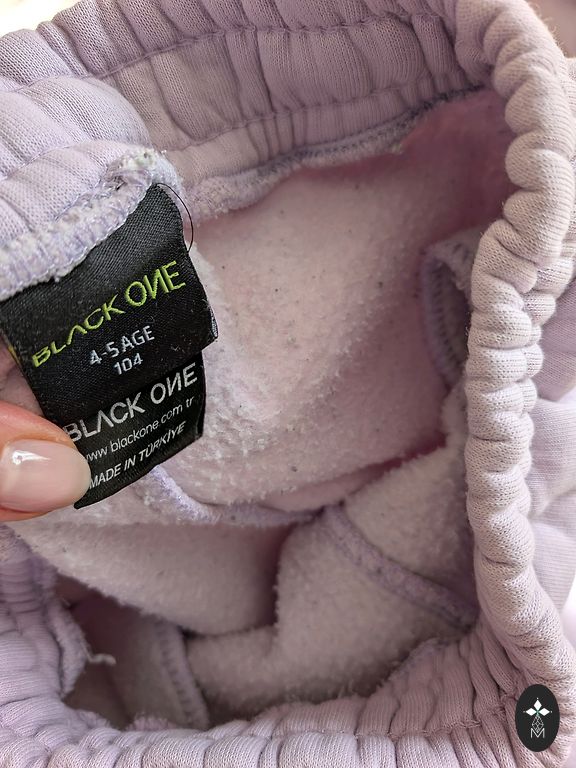 BLACK ONE
4-5 AGE
104
BLACK ONE
www.blackone.com.tr
MADE IN TÜRKİYE